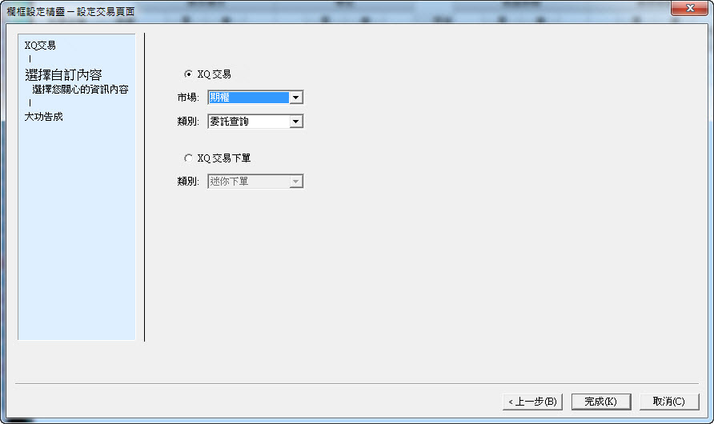 欄框設定精靈 — 設定交易頁面
XQ交易
選擇自訂內容
選擇您關心的資訊內容
大功告成
XQ 交易
市場: 期權
類別: 委託查詢
XQ 交易下單
類別: 迷你下單
< 上一步(B)
完成(K)
取消(C)